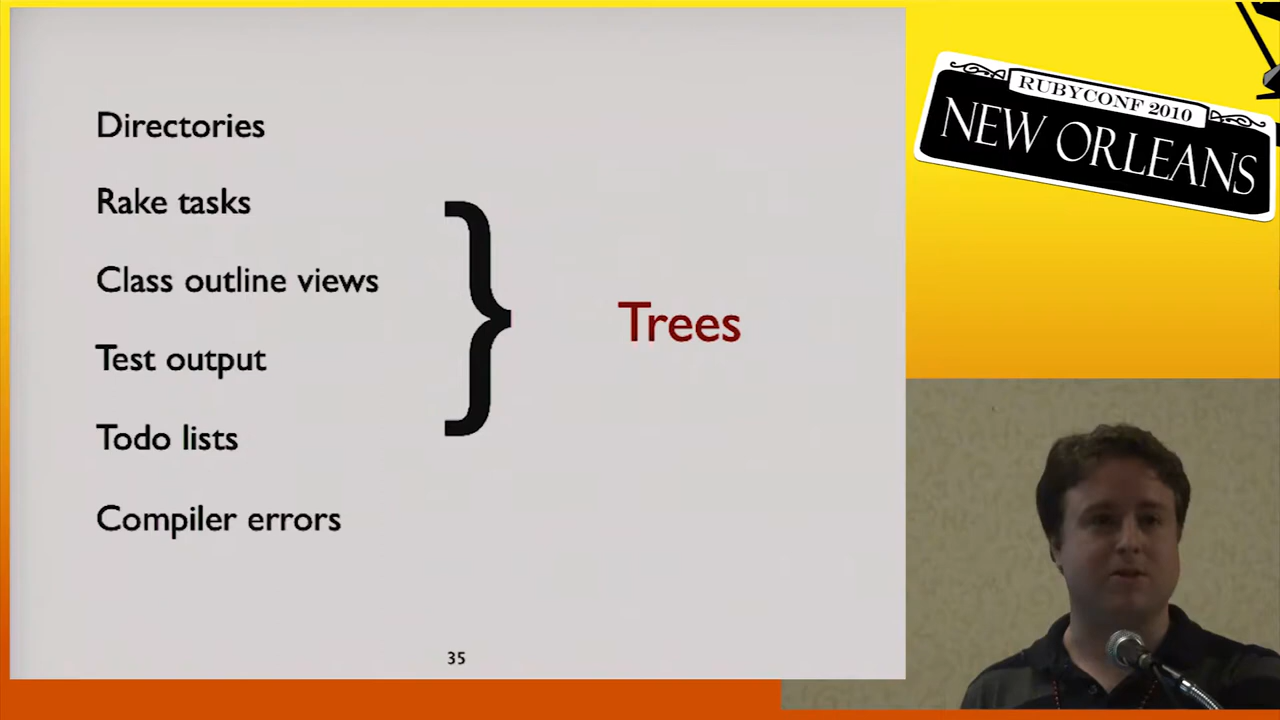 Directories
Rake tasks
Class outline views
Test output
Todo lists
Compiler errors
}
Trees
35
RUBYCONF 2010
NEW ORLEANS